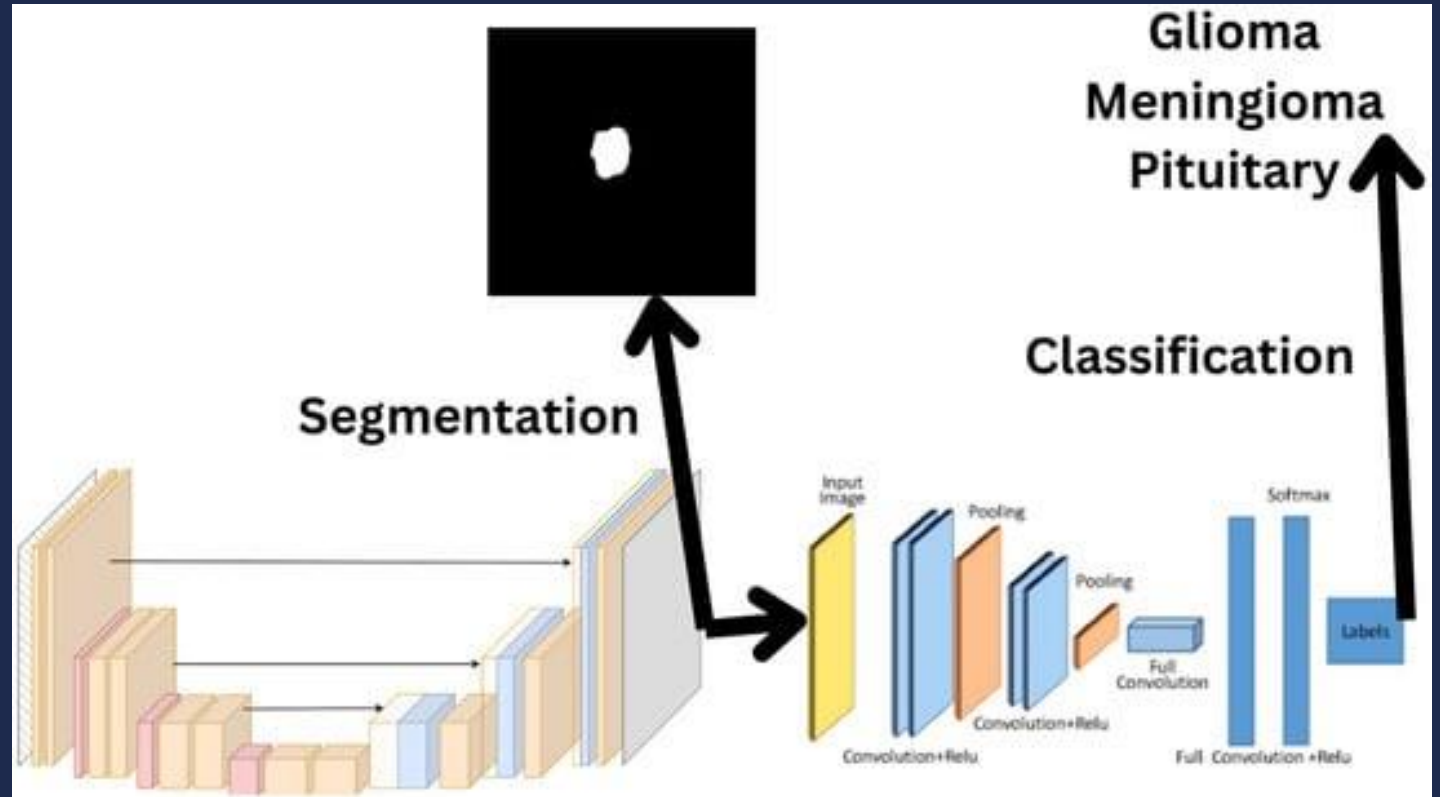 Glioma
Meningioma
Pituitary
Classification
Segmentation
Input
Image
Pooling
Softmax
Pooling
Labels
Full
Convolution
Convolution+Relu
Convolution+Relu
Full Convolution +Relu